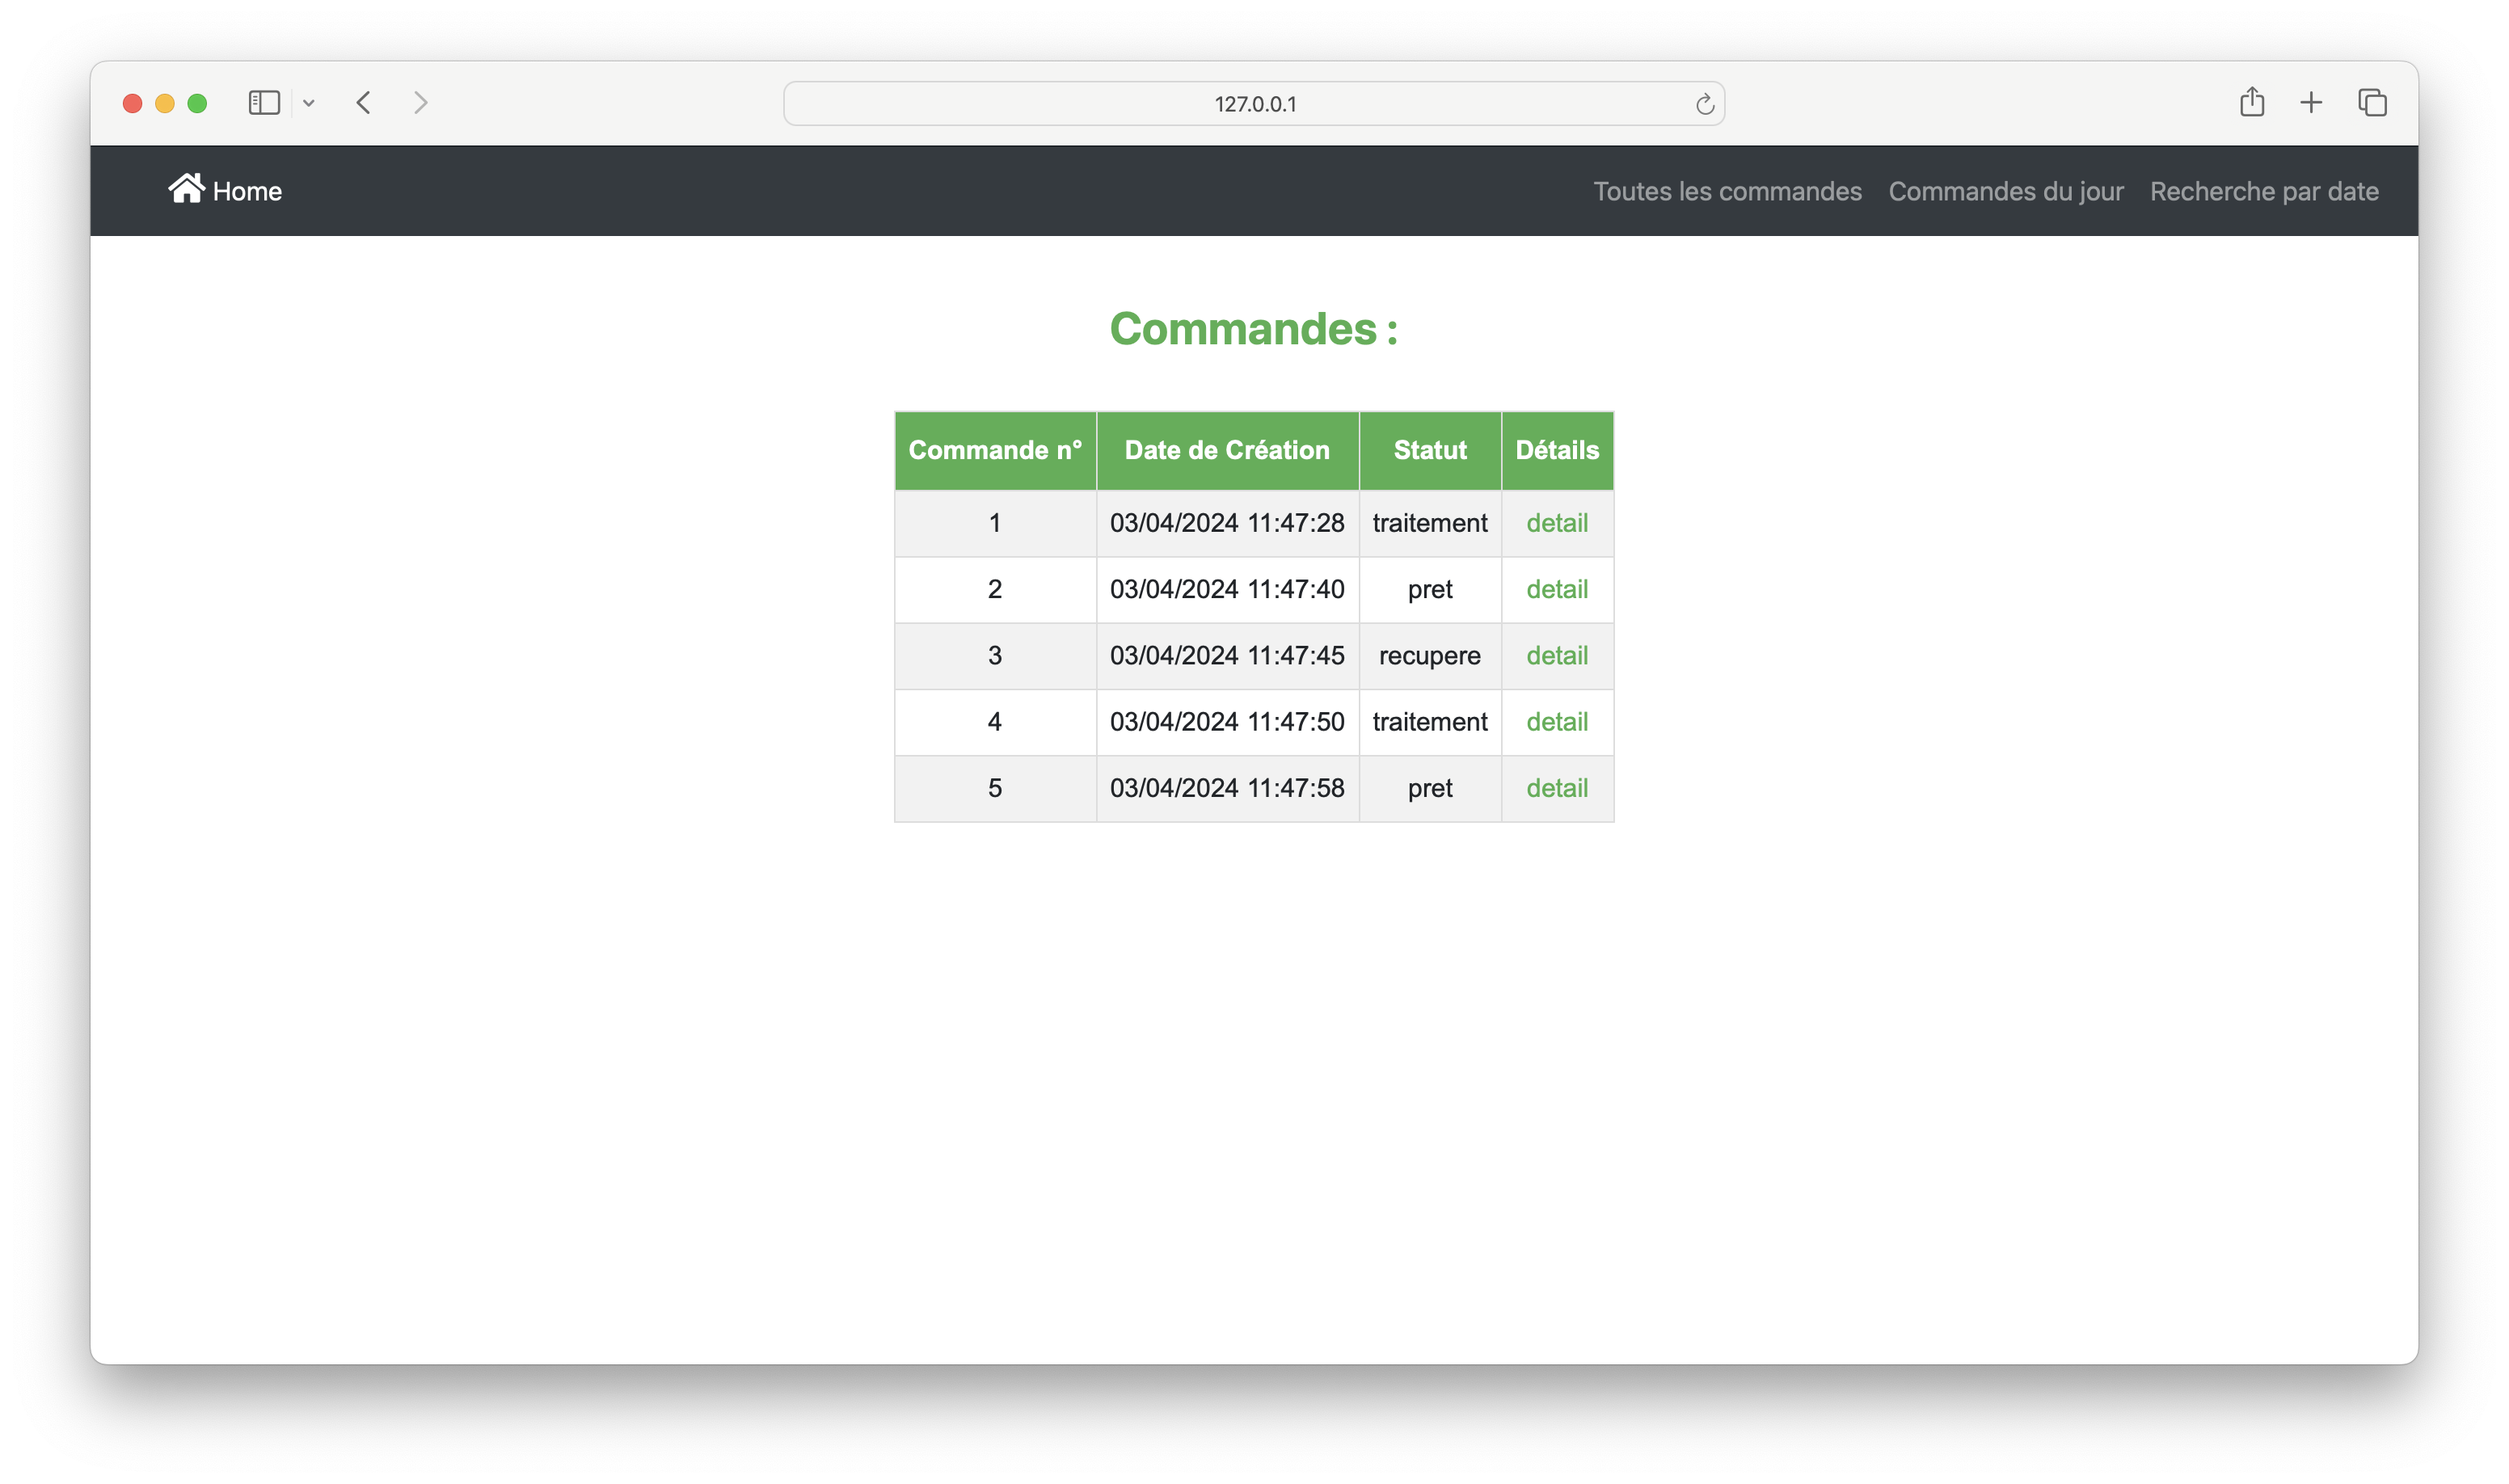 127.0.0.1
Home Toutes les commandes Commandes du jour Recherche par date
Commandes :
Commande n° Date de Création Statut Détails
1 03/04/2024 11:47:28 traitement detail
2 03/04/2024 11:47:40 pret detail
3 03/04/2024 11:47:45 recupere detail
4 03/04/2024 11:47:50 traitement detail
5 03/04/2024 11:47:58 pret detail